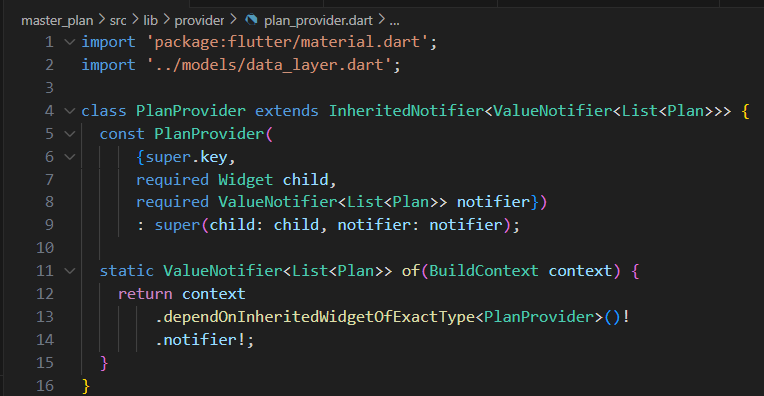 master_plan > src > lib > provider > plan_provider.dart > ...
1 import 'package:flutter/material.dart';
2 import '../models/data_layer.dart';
3
4 class PlanProvider extends InheritedNotifier<ValueNotifier<List<Plan>>> {
5   const PlanProvider(
6       {super.key,
7       required Widget child,
8       required ValueNotifier<List<Plan>> notifier})
9       : super(child: child, notifier: notifier);
10
11   static ValueNotifier<List<Plan>> of(BuildContext context) {
12     return context
13         .dependOnInheritedWidgetOfExactType<PlanProvider>()!
14         .notifier!;
15   }
16 }